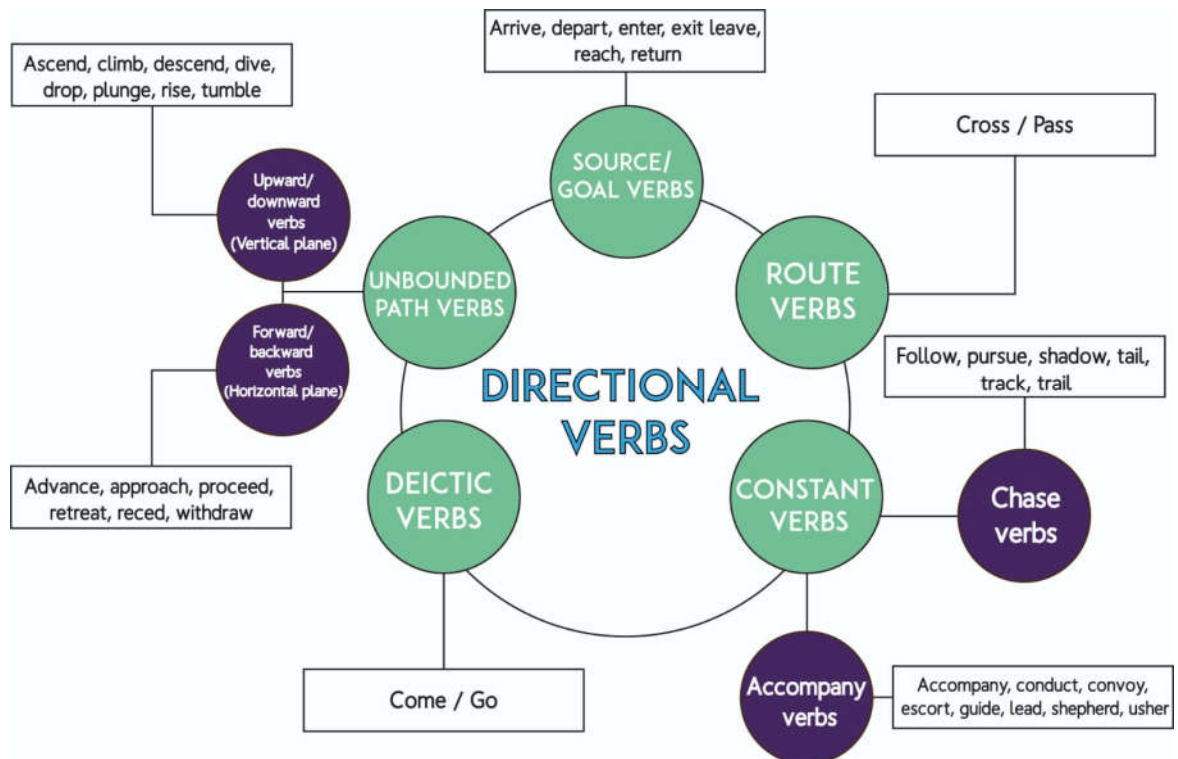 Arrive, depart, enter, exit leave,
reach, return
Ascend, climb, descend, dive,
drop, plunge, rise, tumble
Cross / Pass
SOURCE/
GOAL VERBS
Upward/
downward
verbs
(Vertical plane)
UNBOUNDED
PATH VERBS
ROUTE
VERBS
Forward/
backward
verbs
(Horizontal plane)
Follow, pursue, shadow, tail,
track, trail
DIRECTIONAL
VERBS
Advance, approach, proceed,
retreat, reced, withdraw
DEICTIC
VERBS
CONSTANT
VERBS
Chase
verbs
Come / Go
Accompany
verbs
Accompany, conduct, convoy,
escort, guide, lead, shepherd, usher